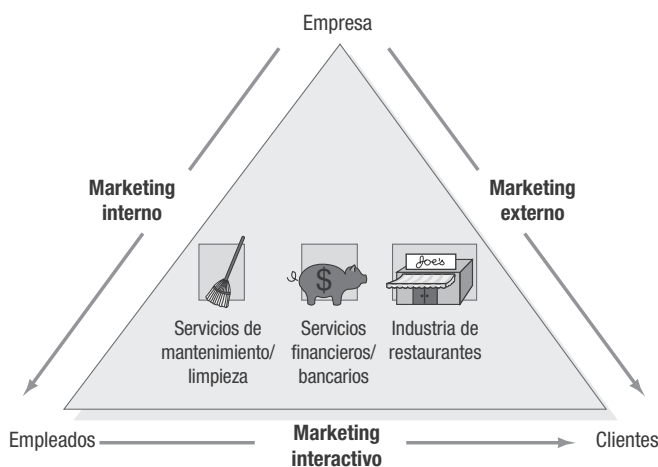 Empresa
Marketing
interno
Marketing
externo
Joe's
$
Servicios de
mantenimiento/
limpieza
Servicios
financieros/
bancarios
Industria de
restaurantes
Empleados
Marketing
interactivo
Clientes